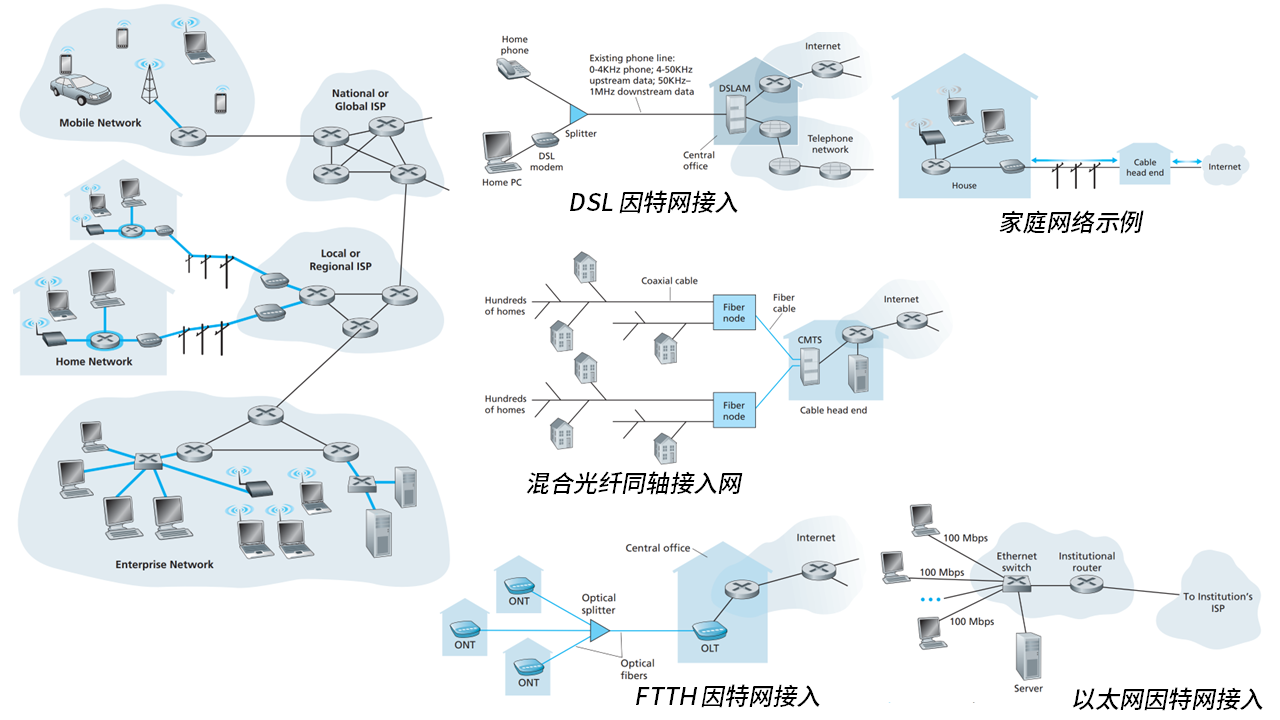 Mobile Network
National or
Global ISP
Local or
Regional ISP
Home Network
Enterprise Network
Home
phone
Existing phone line:
0-4KHz phone; 4-50KHz
upstream data; 50KHz–
1MHz downstream data
Internet
DSLAM
Splitter
DSL
modem
Home PC
Central
office
Telephone
network
DSL 因特网接入
House
Cable
head end
Internet
家庭网络示例
Hundreds
of homes
Coaxial cable
Fiber
node
Fiber
cable
Internet
CMTS
Hundreds
of homes
Fiber
node
Cable head end
混合光纤同轴接入网
Central office
Internet
ONT
Optical
splitter
ONT
OLT
ONT
Optical
fibers
FTTH 因特网接入
100 Mbps
Ethernet
switch
Institutional
router
100 Mbps
100 Mbps
To Institution's
ISP
Server
以太网因特网接入